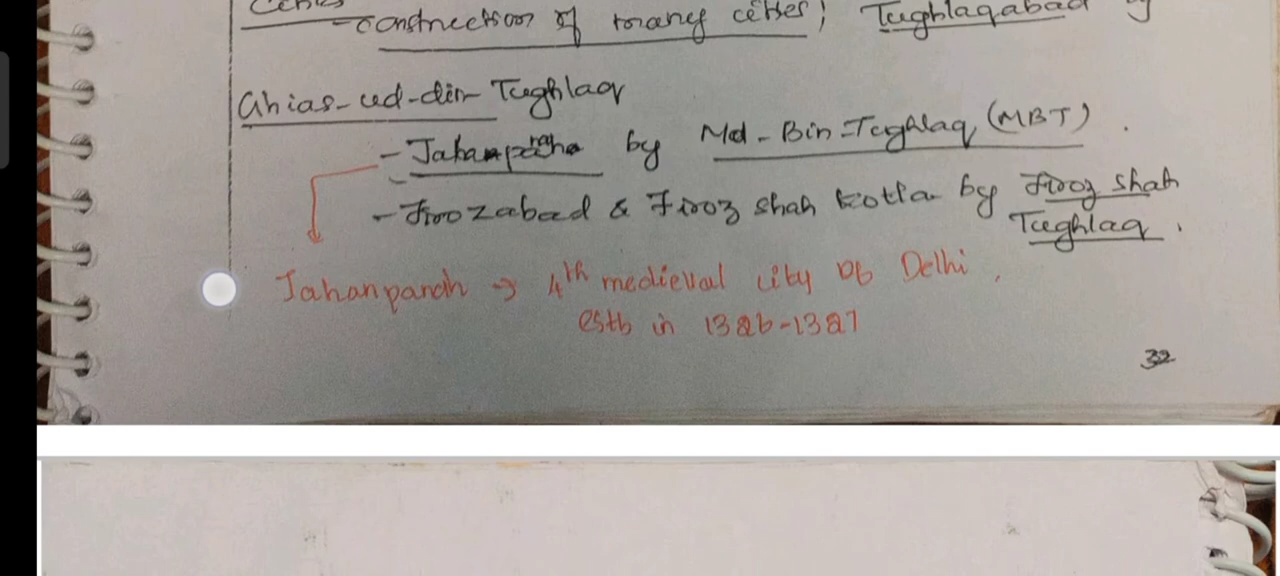 Cities
- construction of many cities; Tughlaqabad by
Ghias-ud-din Tughlaq
- Jahanpanah by Md-Bin-Tughlaq (MBT).
- Firozabad & Firoz shah Kotla by Firoz shah
Tughlaq.
Jahanpanah → 4th medieval city of Delhi.
estb in 1326-1327
32